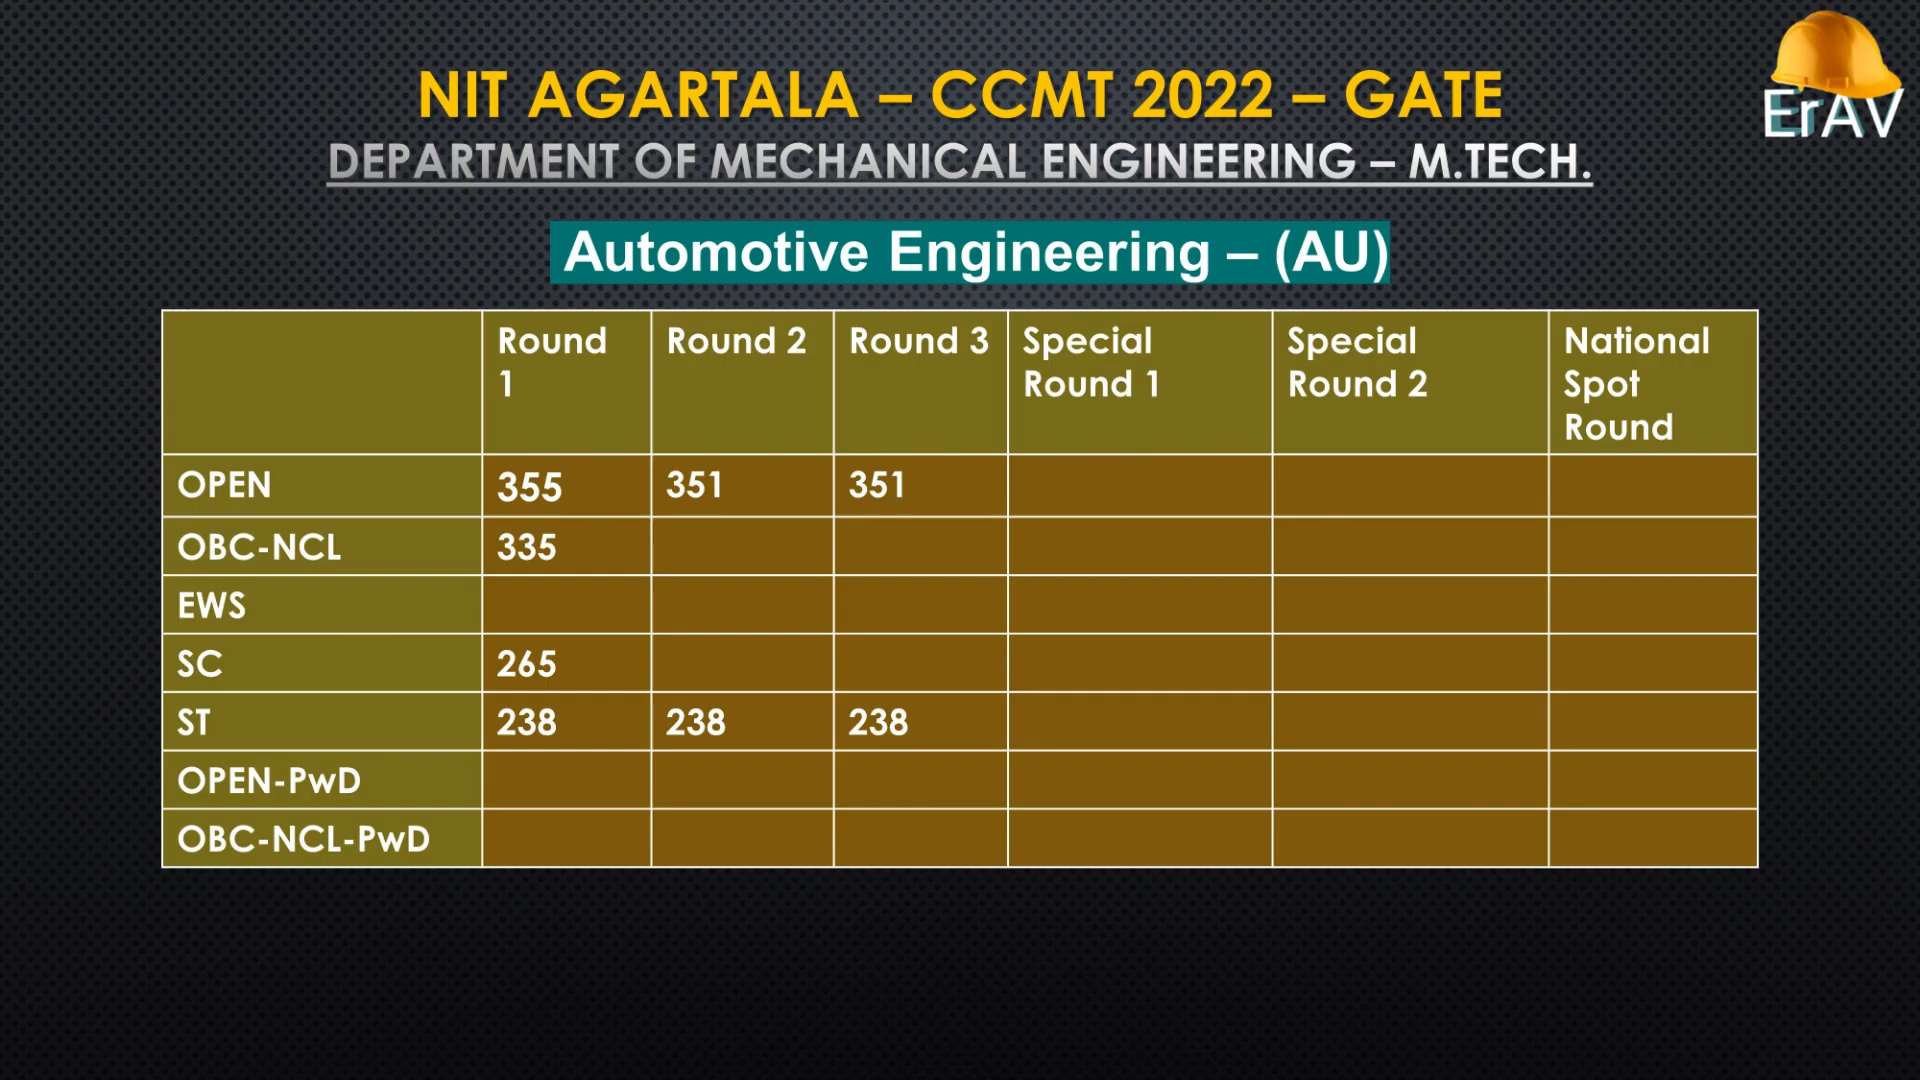 ErAV
NIT AGARTALA – CCMT 2022 – GATE
DEPARTMENT OF MECHANICAL ENGINEERING – M.TECH.
Automotive Engineering – (AU)
Round 1 Round 2 Round 3 Special Round 1 Special Round 2 National Spot Round
OPEN 355 351 351
OBC-NCL 335
EWS
SC 265
ST 238 238 238
OPEN-PwD
OBC-NCL-PwD